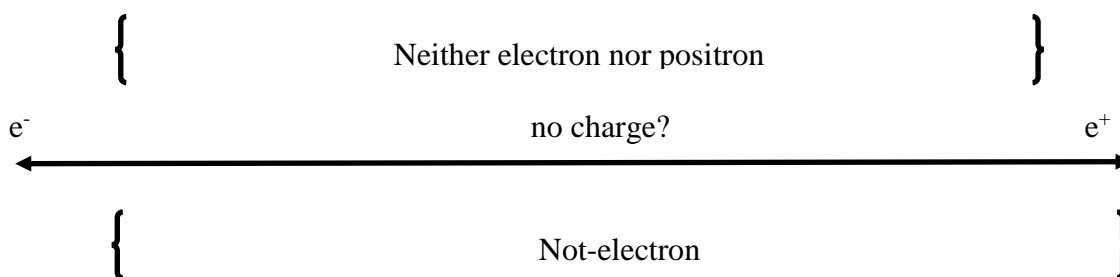 { Neither electron nor positron }
e⁻ no charge? e⁺
{ Not-electron {